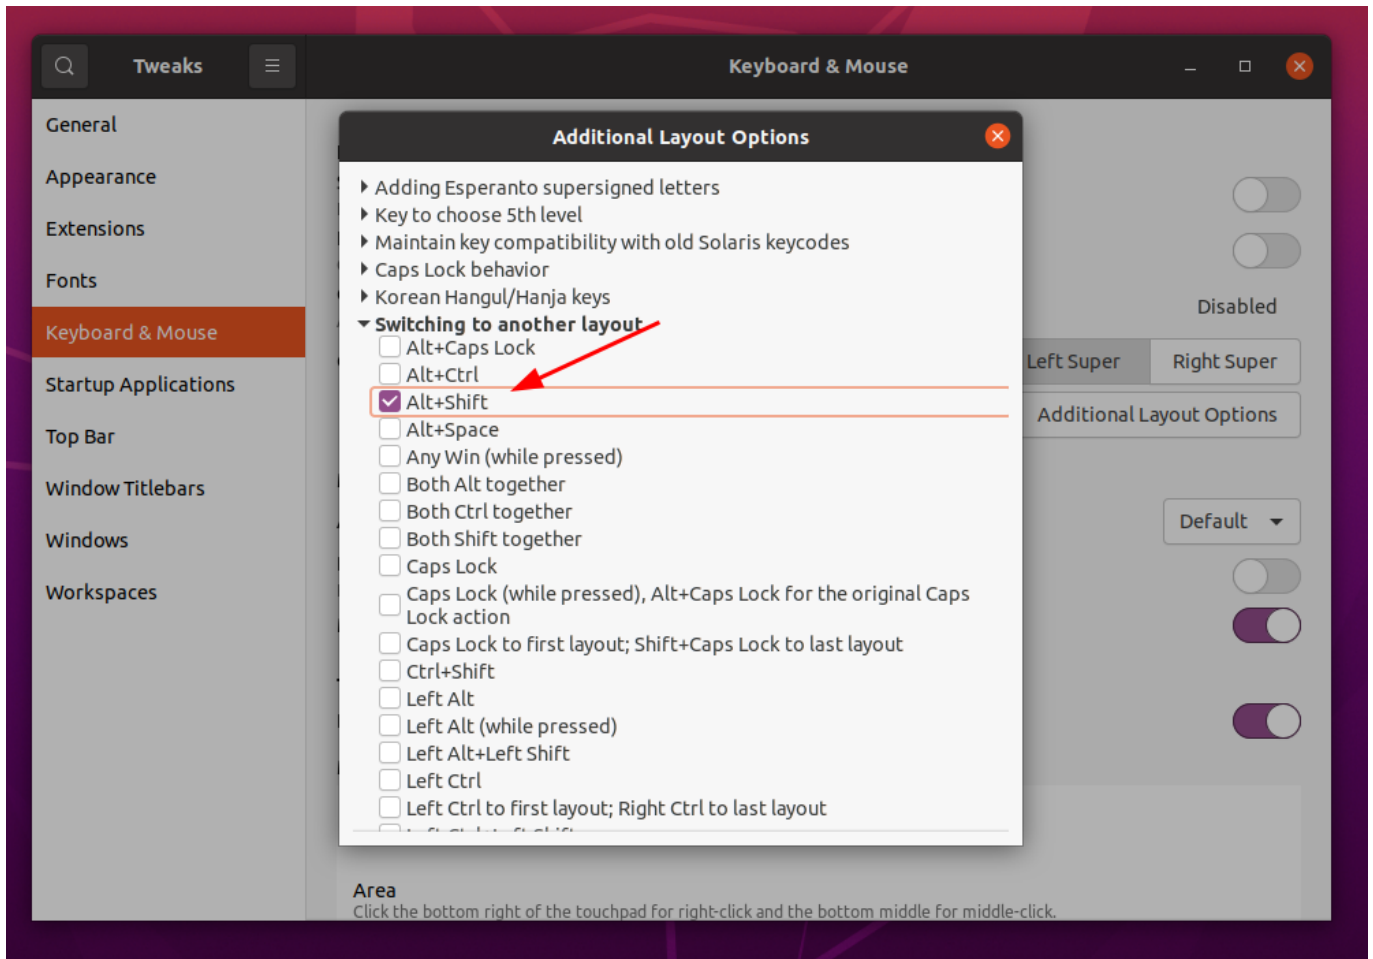 Tweaks
Keyboard & Mouse
General
Appearance
Extensions
Fonts
Keyboard & Mouse
Startup Applications
Top Bar
Window Titlebars
Windows
Workspaces
Additional Layout Options
Adding Esperanto supersigned letters
Key to choose 5th level
Maintain key compatibility with old Solaris keycodes
Caps Lock behavior
Korean Hangul/Hanja keys
Switching to another layout
Alt+Caps Lock
Alt+Ctrl
Alt+Shift
Alt+Space
Any Win (while pressed)
Both Alt together
Both Ctrl together
Both Shift together
Caps Lock
Caps Lock (while pressed), Alt+Caps Lock for the original Caps
Lock action
Caps Lock to first layout; Shift+Caps Lock to last layout
Ctrl+Shift
Left Alt
Left Alt (while pressed)
Left Alt+Left Shift
Left Ctrl
Left Ctrl to first layout; Right Ctrl to last layout
Disabled
Left Super
Right Super
Additional Layout Options
Default
Area
Click the bottom right of the touchpad for right-click and the bottom middle for middle-click.